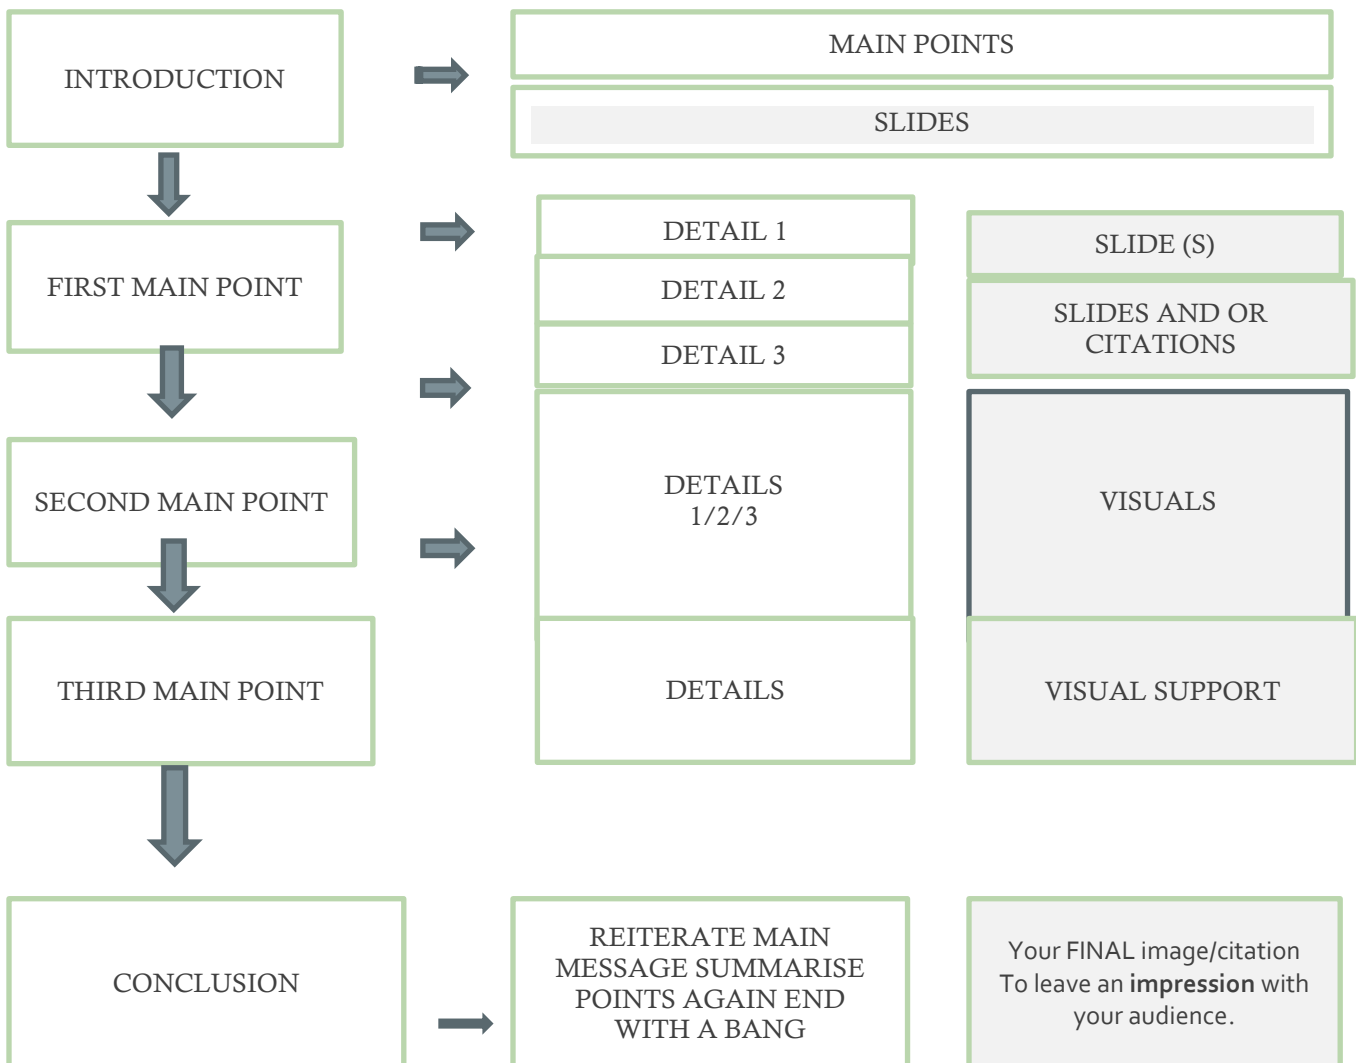 INTRODUCTION
MAIN POINTS
SLIDES
FIRST MAIN POINT
DETAIL 1
DETAIL 2
DETAIL 3
SLIDE (S)
SLIDES AND OR
CITATIONS
SECOND MAIN POINT
DETAILS
1/2/3
VISUALS
THIRD MAIN POINT
DETAILS
VISUAL SUPPORT
CONCLUSION
REITERATE MAIN
MESSAGE SUMMARISE
POINTS AGAIN END
WITH A BANG
Your FINAL image/citation
To leave an impression with
your audience.